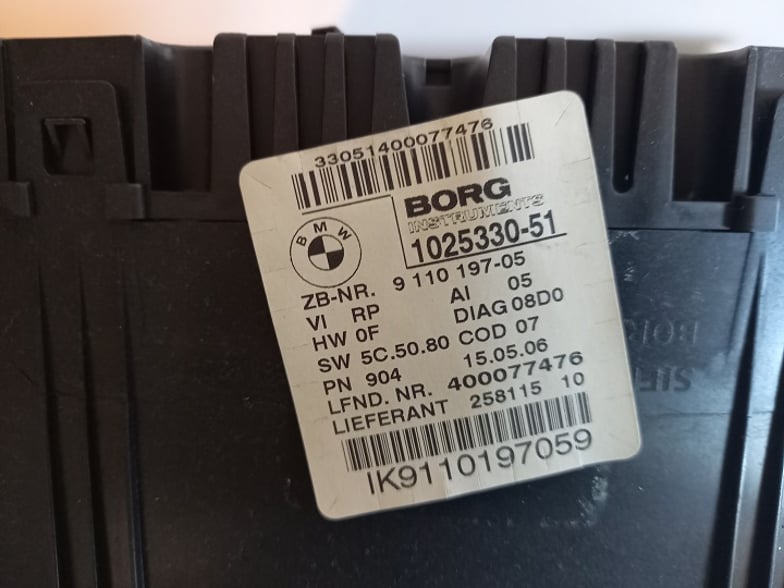 33051400077476
BMW
BORG
INSTRUMENTS
1025330-51
ZB-NR. 9 110 197-05
VI RP AI 05
HW 0F DIAG 08D0
SW 5C.50.80 COD 07
PN 904 15.05.06
LFND. NR. 400077476
LIEFERANT 258115 10
IK9110197059